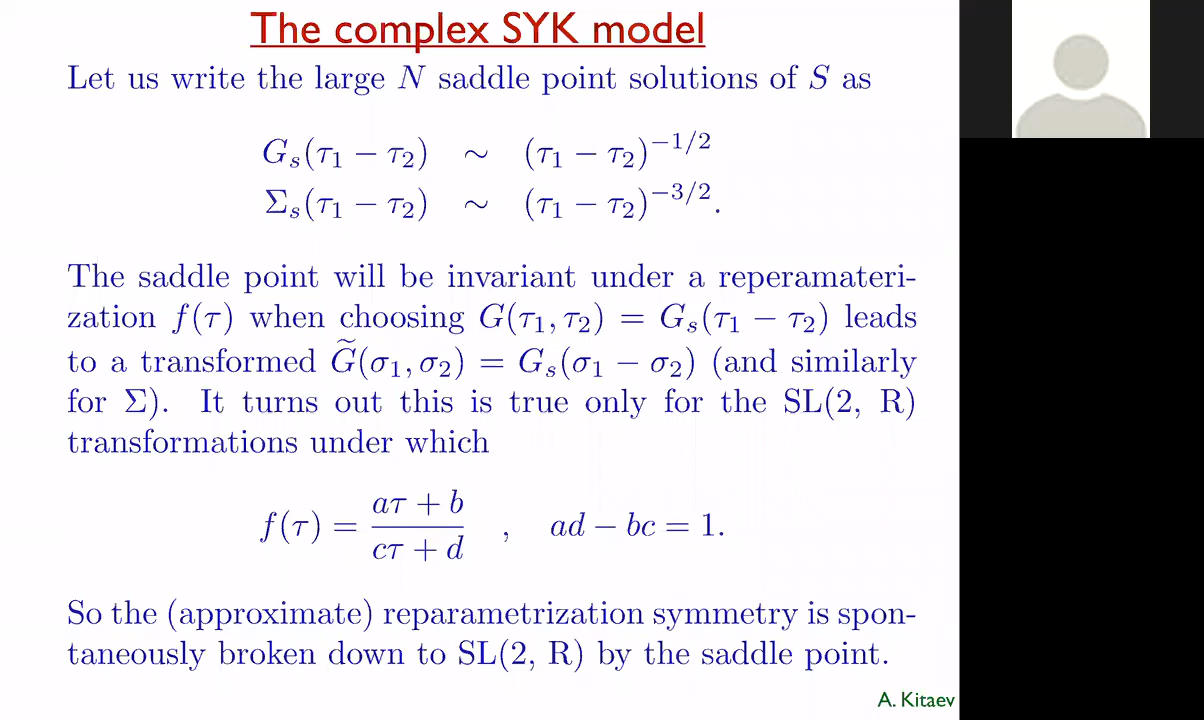 The complex SYK model
Let us write the large N saddle point solutions of S as
G_s(τ_1 − τ_2) ∼ (τ_1 − τ_2)^{−1/2}
Σ_s(τ_1 − τ_2) ∼ (τ_1 − τ_2)^{−3/2}.
The saddle point will be invariant under a reperamateri-
zation f(τ) when choosing G(τ_1, τ_2) = G_s(τ_1 − τ_2) leads
to a transformed G̃(σ_1, σ_2) = G_s(σ_1 − σ_2) (and similarly
for Σ). It turns out this is true only for the SL(2, R)
transformations under which
f(τ) = (aτ + b)/(cτ + d) , ad − bc = 1.
So the (approximate) reparametrization symmetry is spon-
taneously broken down to SL(2, R) by the saddle point.
A. Kitaev